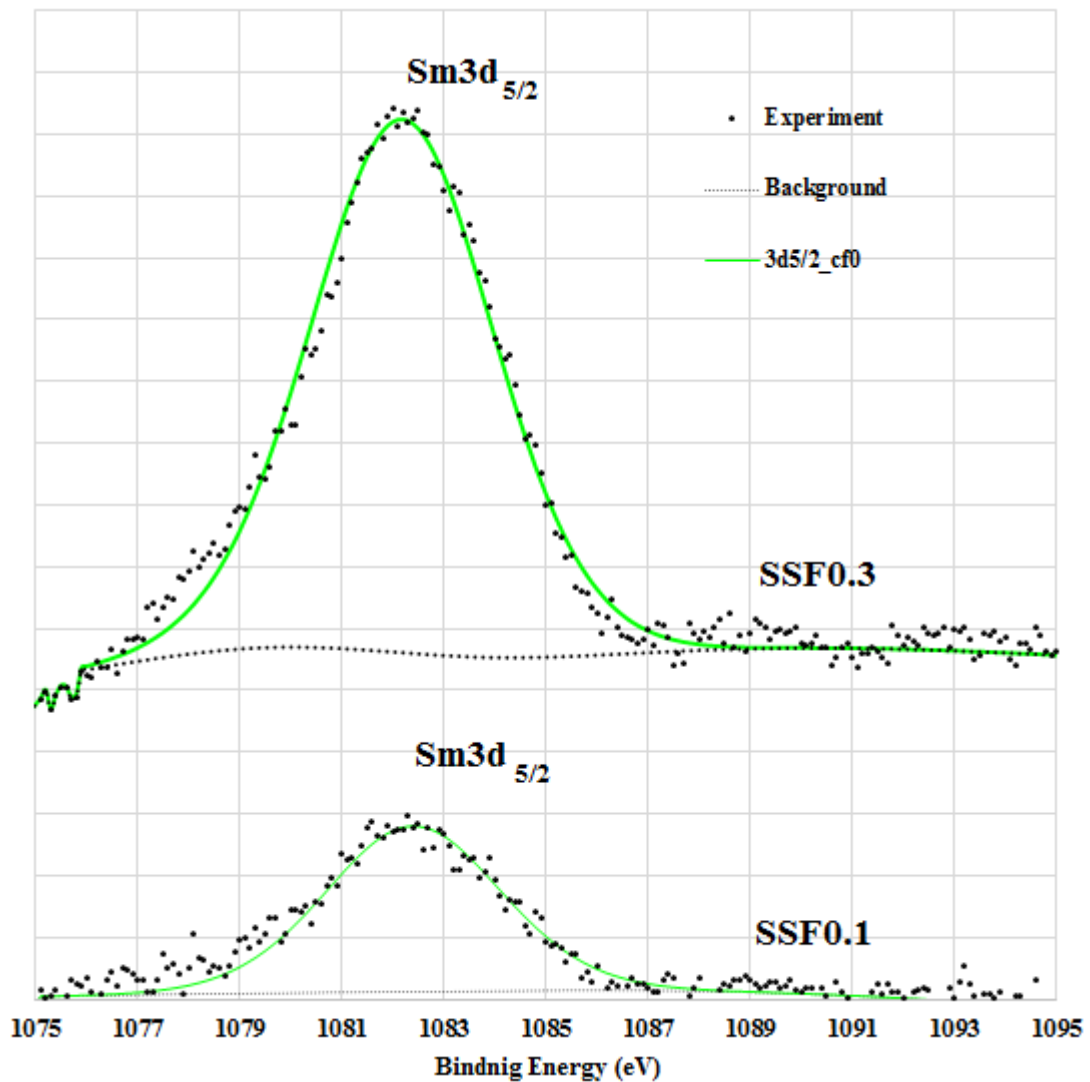 Sm3d 5/2
Experiment
Background
3d5/2_cf0
SSF0.3
Sm3d 5/2
SSF0.1
1075 1077 1079 1081 1083 1085 1087 1089 1091 1093 1095
Bindnig Energy (eV)